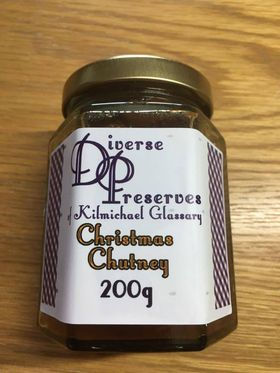 Diverse
Preserves
of Kilmichael Glassary
Christmas
Chutney
200g